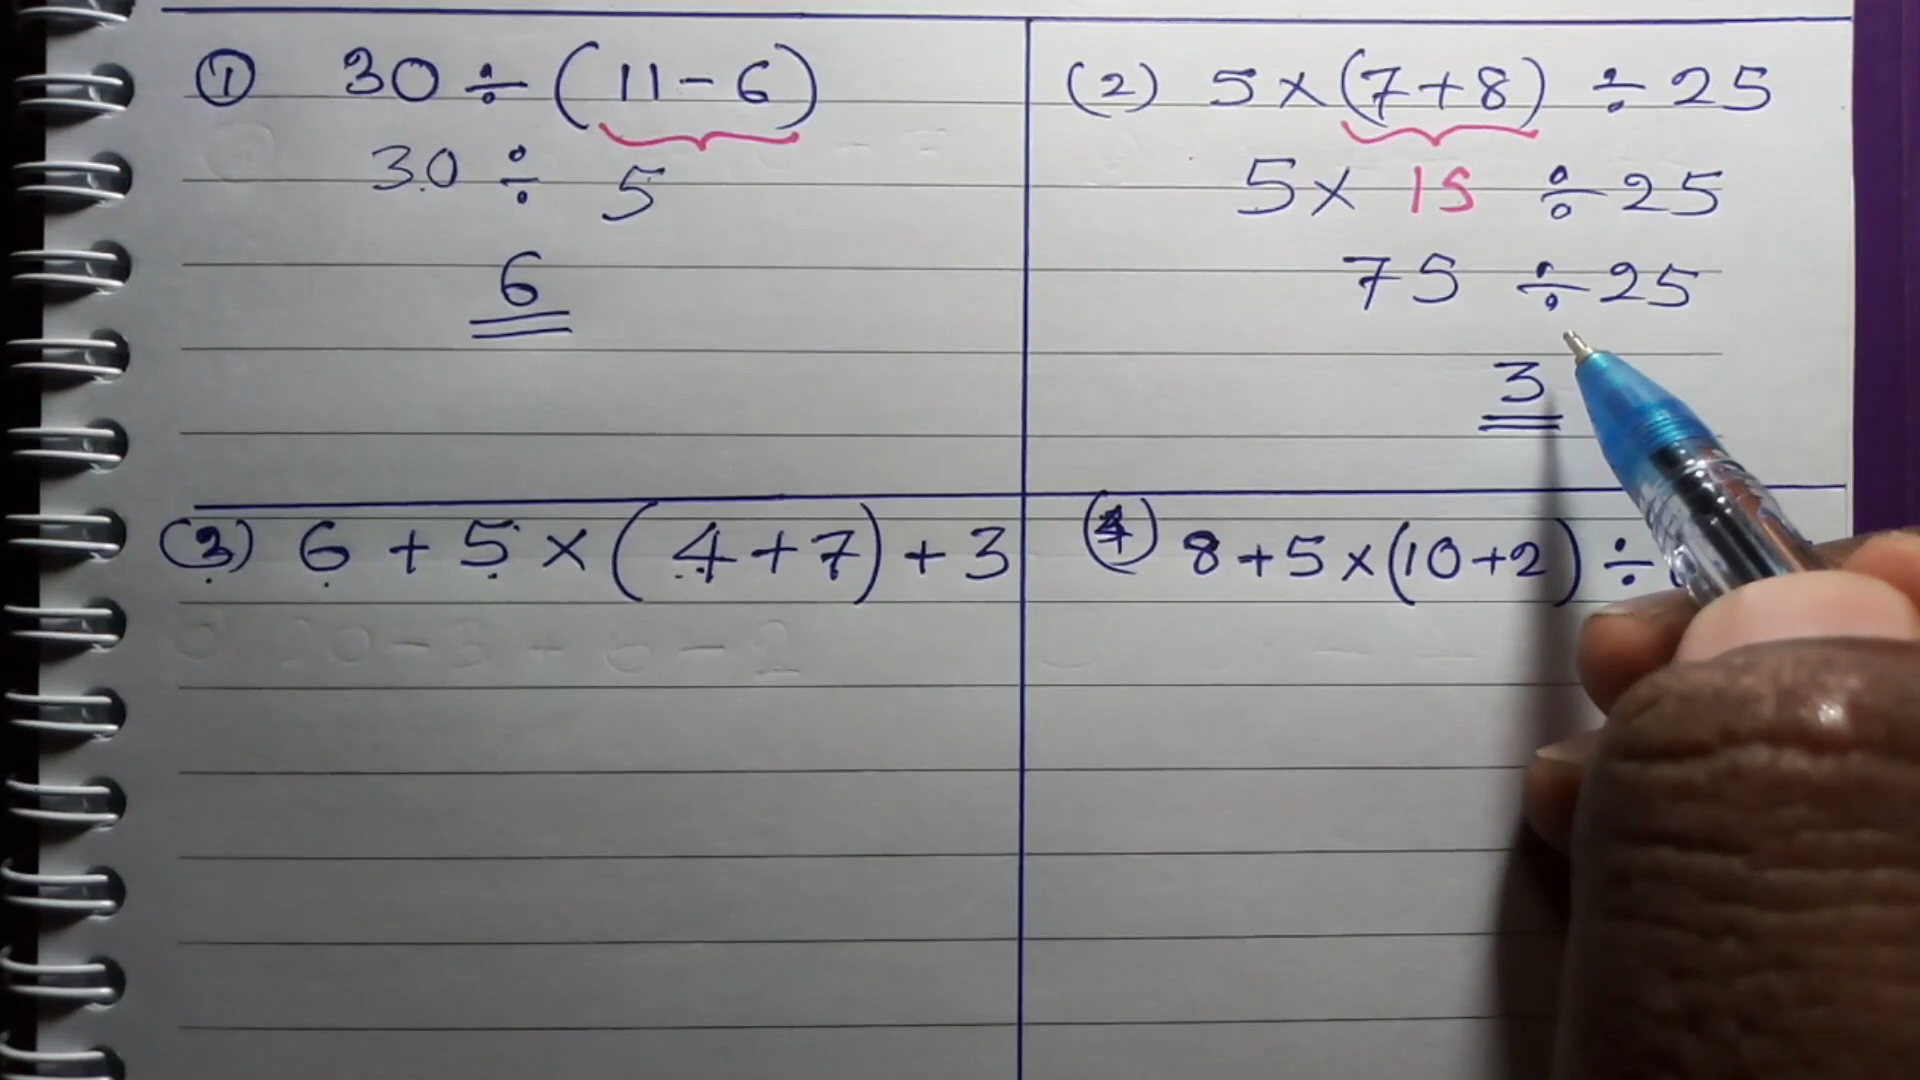 ① 30 ÷ (11 - 6)
30 ÷ 5
6
(2) 5 × (7 + 8) ÷ 25
5 × 15 ÷ 25
75 ÷ 25
3
(3) 6 + 5 × (4 + 7) + 3
(4) 8 + 5 × (10 + 2) ÷